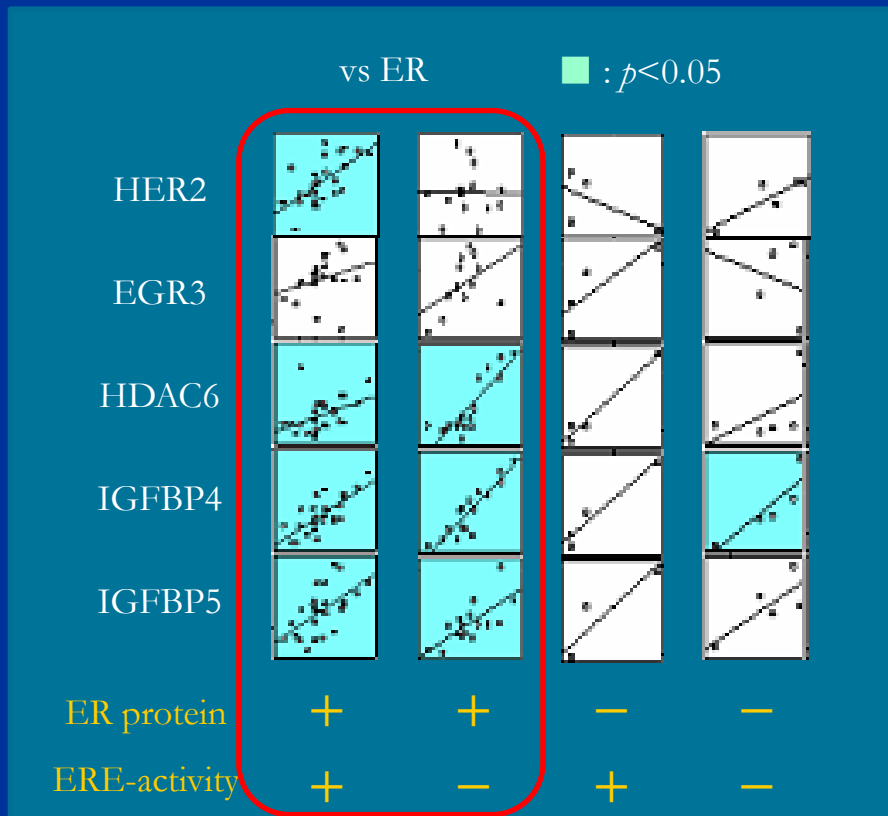 vs ER
: p<0.05
HER2
EGR3
HDAC6
IGFBP4
IGFBP5
ER protein + + − −
ERE-activity + − + −